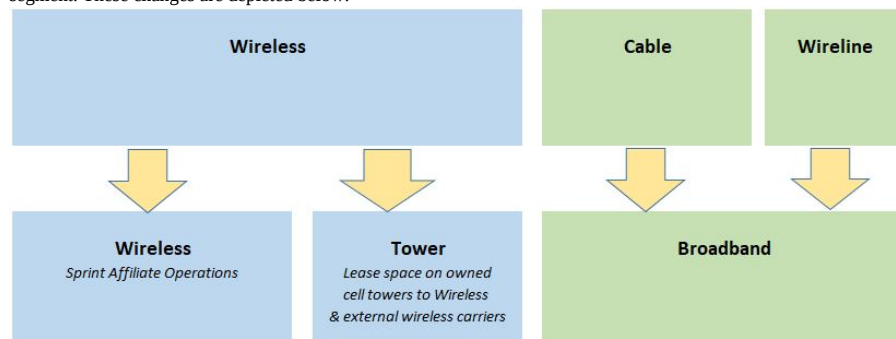 segment. These changes are depicted below:
Wireless
Cable
Wireline
Wireless
Sprint Affiliate Operations
Tower
Lease space on owned
cell towers to Wireless
& external wireless carriers
Broadband